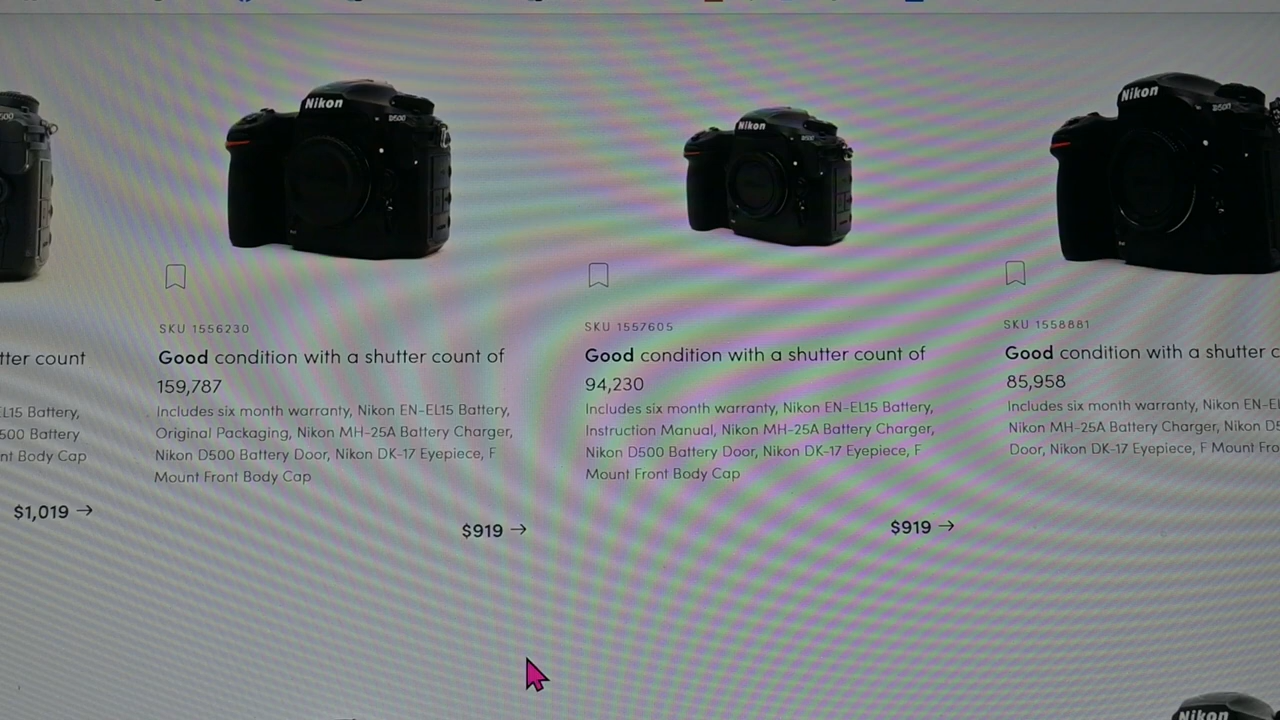 500
tter count
EL15 Battery,
500 Battery
nt Body Cap
$1,019 →
Nikon
D500
SKU 1556230
Good condition with a shutter count of
159,787
Includes six month warranty, Nikon EN-EL15 Battery,
Original Packaging, Nikon MH-25A Battery Charger,
Nikon D500 Battery Door, Nikon DK-17 Eyepiece, F
Mount Front Body Cap
$919 →
Nikon
SKU 1557605
Good condition with a shutter count of
94,230
Includes six month warranty, Nikon EN-EL15 Battery,
Instruction Manual, Nikon MH-25A Battery Charger,
Nikon D500 Battery Door, Nikon DK-17 Eyepiece, F
Mount Front Body Cap
$919 →
Nikon
D500
SKU 1558881
Good condition with a shutter c
85,958
Includes six month warranty, Nikon EN-EL
Nikon MH-25A Battery Charger, Nikon D5
Door, Nikon DK-17 Eyepiece, F Mount Fro
Nikon